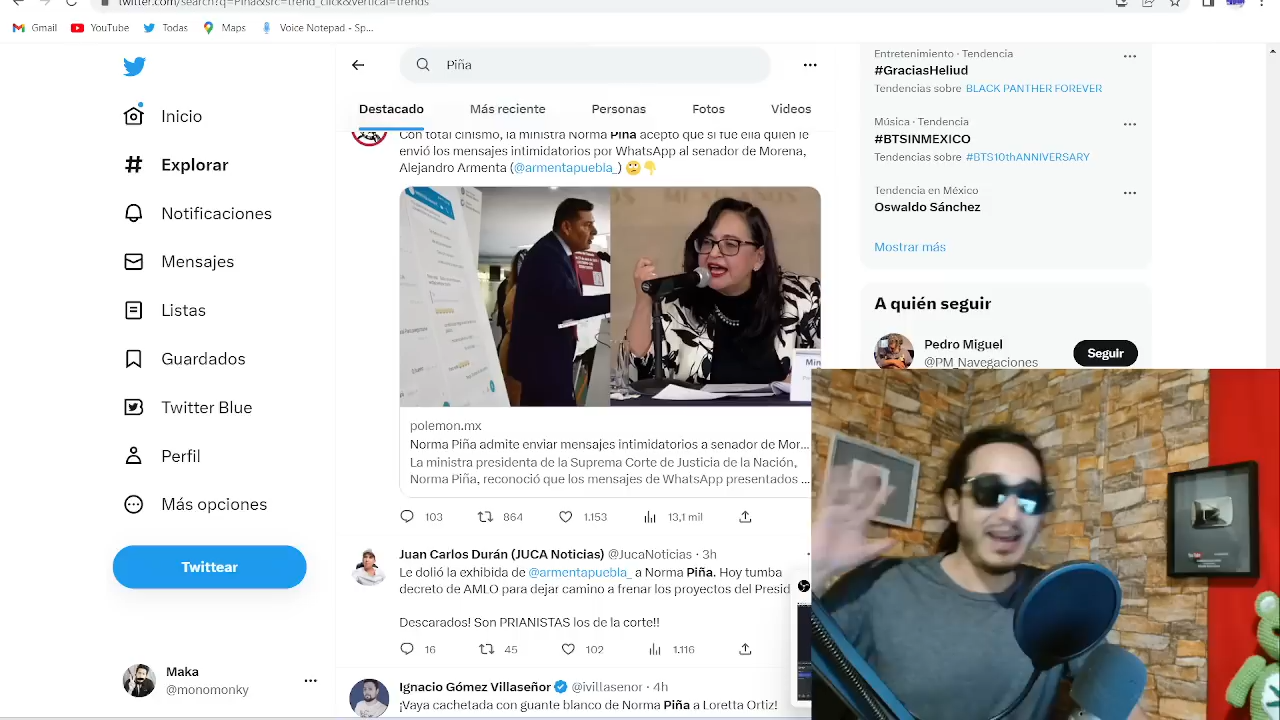 Gmail
YouTube
Todas
Maps
Voice Notepad - Sp...
Inicio
Explorar
Notificaciones
Mensajes
Listas
Guardados
Twitter Blue
Perfil
Más opciones
Twittear
Maka
@monomonky
Piña
Destacado
Más reciente
Personas
Fotos
Videos
Con total cinismo, la ministra Norma Piña aceptó que sí fue ella quien le
envió los mensajes intimidatorios por WhatsApp al senador de Morena,
Alejandro Armenta (@armentapuebla_) 🙄👇
polemon.mx
Norma Piña admite enviar mensajes intimidatorios a senador de Mor...
La ministra presidenta de la Suprema Corte de Justicia de la Nación,
Norma Piña, reconoció que los mensajes de WhatsApp presentados ...
103 864 1.153 13,1 mil
Juan Carlos Durán (JUCA Noticias) @JucaNoticias · 3h
Le dolió la exhibida de @armentapuebla_ a Norma Piña. Hoy tumbó
decreto de AMLO para dejar camino a frenar los proyectos del
Descarados! Son PRIANISTAS los de la corte!!
16 45 102 1.116
Ignacio Gómez Villaseñor @ivillasenor · 4h
¡Vaya cachetada con guante blanco de Norma Piña a Loretta Ortiz!
Entretenimiento · Tendencia
#GraciasHeliud
Tendencias sobre BLACK PANTHER FOREVER
Música · Tendencia
#BTSINMEXICO
Tendencias sobre #BTS10thANNIVERSARY
Tendencia en México
Oswaldo Sánchez
Mostrar más
A quién seguir
Pedro Miguel
@PM_Navegaciones
Seguir